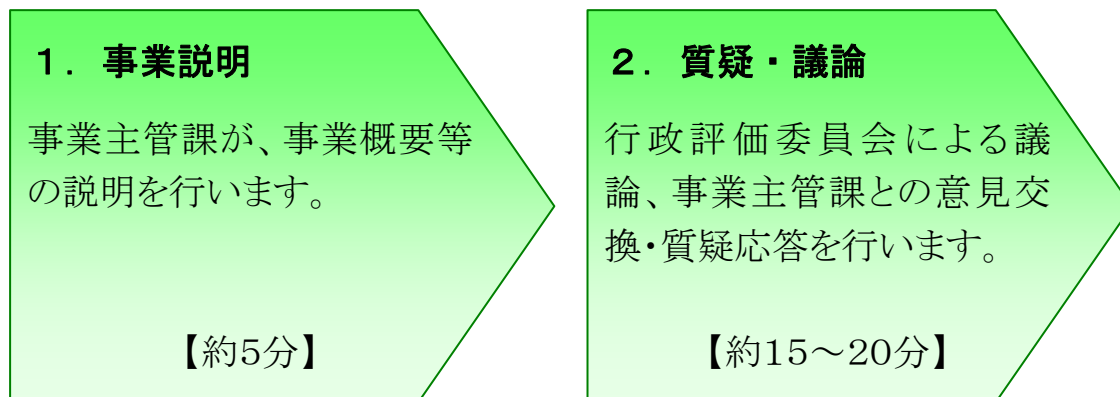 １．事業説明
事業主管課が、事業概要等
の説明を行います。
【約5分】
２．質疑・議論
行政評価委員会による議
論、事業主管課との意見交
換・質疑応答を行います。
【約15～20分】